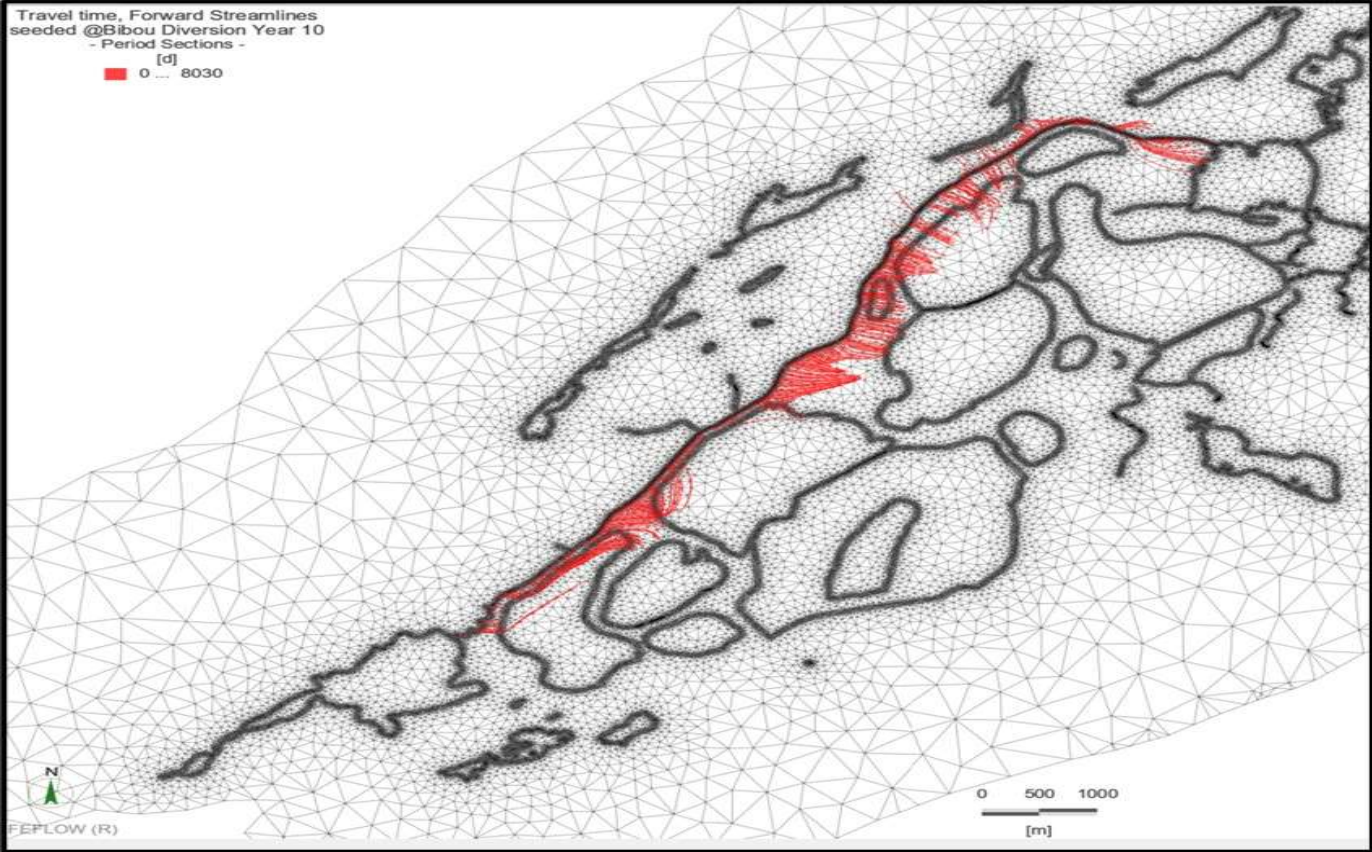 Travel time, Forward Streamlines
seeded @Bibou Diversion Year 10
- Period Sections -
[d]
0 ... 8030
N
FEFLOW (R)
0 500 1000
[m]